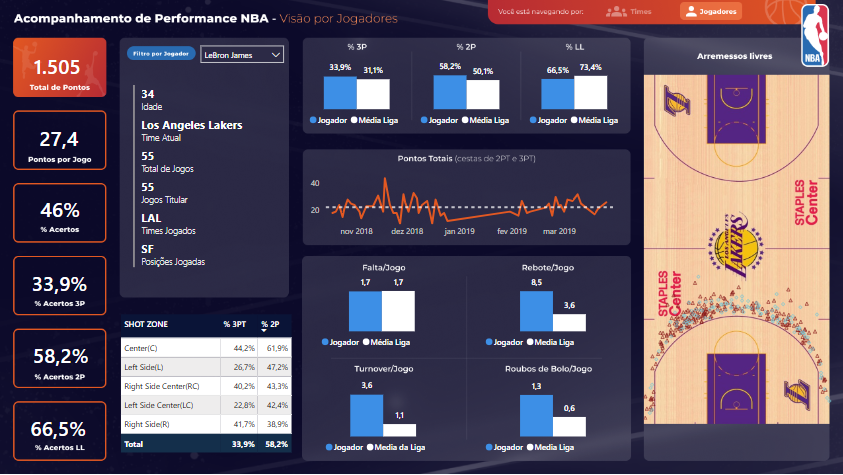 Acompanhamento de Performance NBA - Visão por Jogadores
Você está navegando por:
Times
Jogadores
NBA
1.505
Total de Pontos
27,4
Pontos por Jogo
46%
% Acertos
33,9%
% Acertos 3P
58,2%
% Acertos 2P
66,5%
% Acertos LL
Filtro por Jogador
LeBron James
34
Idade
Los Angeles Lakers
Time Atual
55
Total de Jogos
55
Jogos Titular
LAL
Times Jogados
SF
Posições Jogadas
SHOT ZONE % 3PT % 2P
Center(C) 44,2% 61,9%
Left Side(L) 26,7% 47,2%
Right Side Center(RC) 40,2% 43,3%
Left Side Center(LC) 22,8% 42,4%
Right Side(R) 41,7% 38,9%
Total 33,9% 58,2%
% 3P
33,9% 31,1%
Jogador Média Liga
% 2P
58,2% 50,1%
Jogador Média Liga
% LL
66,5% 73,4%
Jogador Média Liga
Pontos Totais (cestas de 2PT e 3PT)
40
20
nov 2018 dez 2018 jan 2019 fev 2019 mar 2019
Falta/Jogo
1,7 1,7
Jogador Média Liga
Rebote/Jogo
8,5 3,6
Jogador Media Liga
Turnover/Jogo
3,6 1,1
Jogador Média da Liga
Roubos de Bolo/Jogo
1,3 0,6
Jogador Media Liga
Arremessos livres
STAPLES
Center
LOS ANGELES
LAKERS
STAPLES
Center